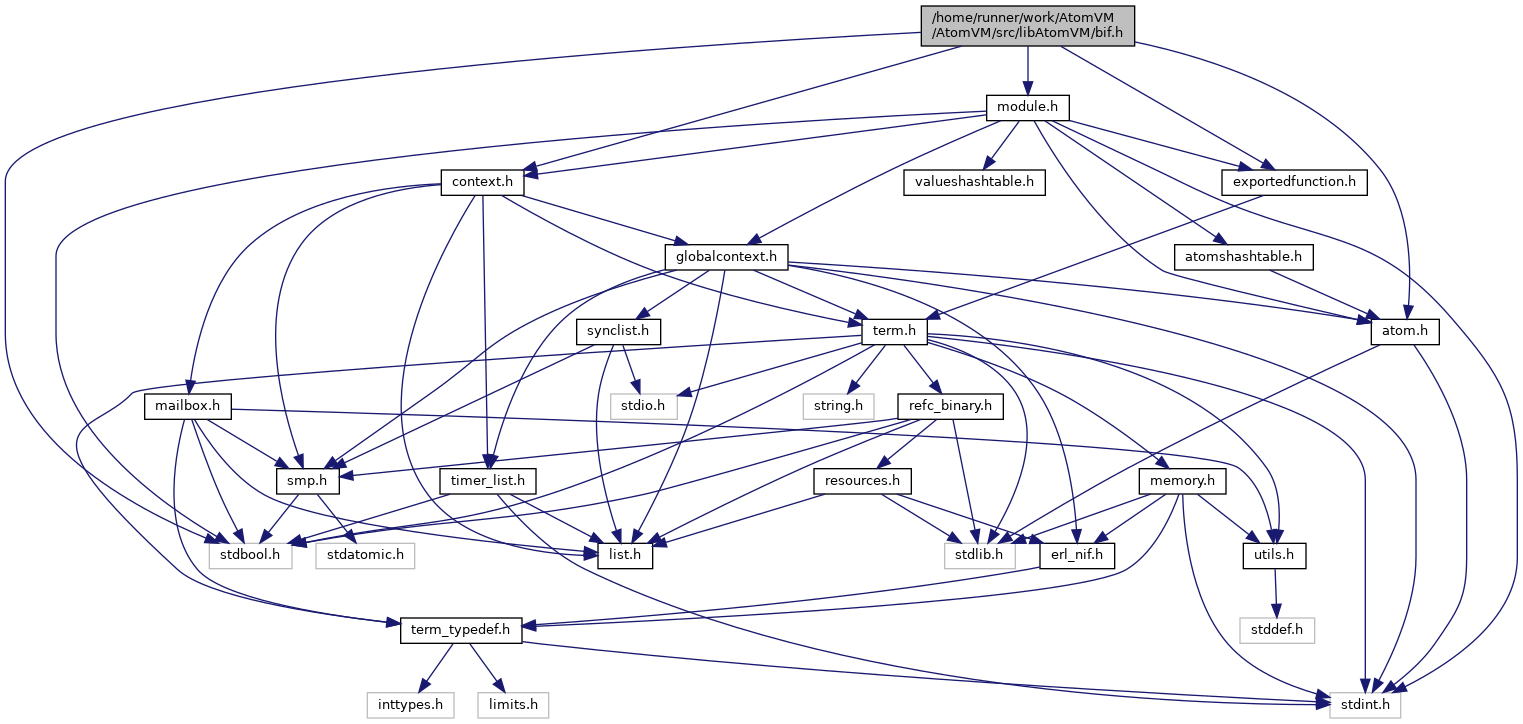 /home/runner/work/AtomVM
/AtomVM/src/libAtomVM/bif.h
module.h
context.h
valueshashtable.h
exportedfunction.h
globalcontext.h
atomshashtable.h
synclist.h
term.h
atom.h
mailbox.h
stdio.h
string.h
refc_binary.h
smp.h
timer_list.h
resources.h
memory.h
stdbool.h
stdatomic.h
list.h
stdlib.h
erl_nif.h
utils.h
term_typedef.h
stddef.h
inttypes.h
limits.h
stdint.h